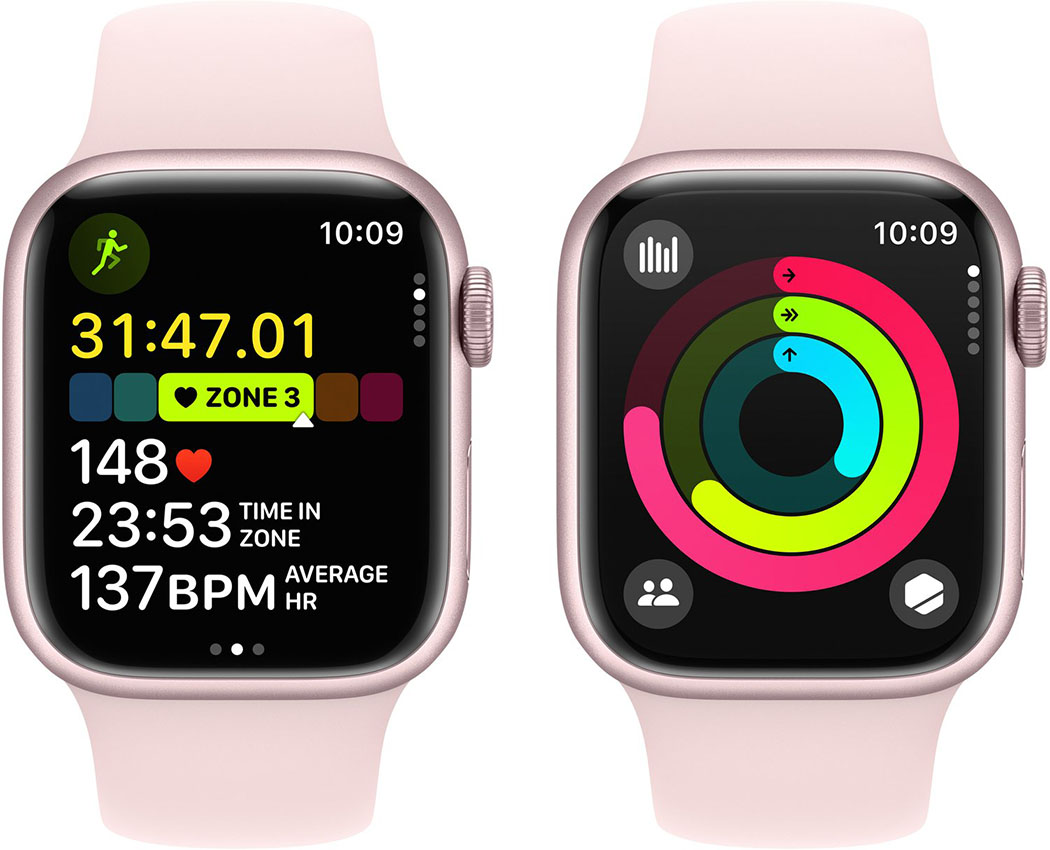 10:09
31:47.01
ZONE 3
148
23:53 TIME IN
ZONE
137BPM AVERAGE
HR
10:09